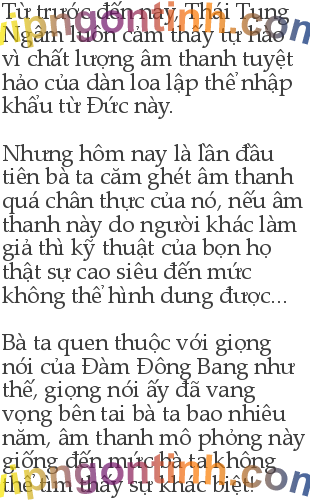 Từ trước đến nay, Thái Tung
Ngâm luôn cảm thấy tự hào
vì chất lượng âm thanh tuyệt
hảo của dàn loa lập thể nhập
khẩu từ Đức này.

Nhưng hôm nay là lần đầu
tiên bà ta căm ghét âm thanh
quá chân thực của nó, nếu âm
thanh này do người khác làm
giả thì kỹ thuật của bọn họ
thật sự cao siêu đến mức
không thể hình dung được...

Bà ta quen thuộc với giọng
nói của Đàm Đông Bang như
thế, giọng nói ấy đã vang
vọng bên tai bà ta bao nhiêu
năm, âm thanh mô phỏng này
giống đến mức bà ta không
thể tìm thấy sự khác biệt.